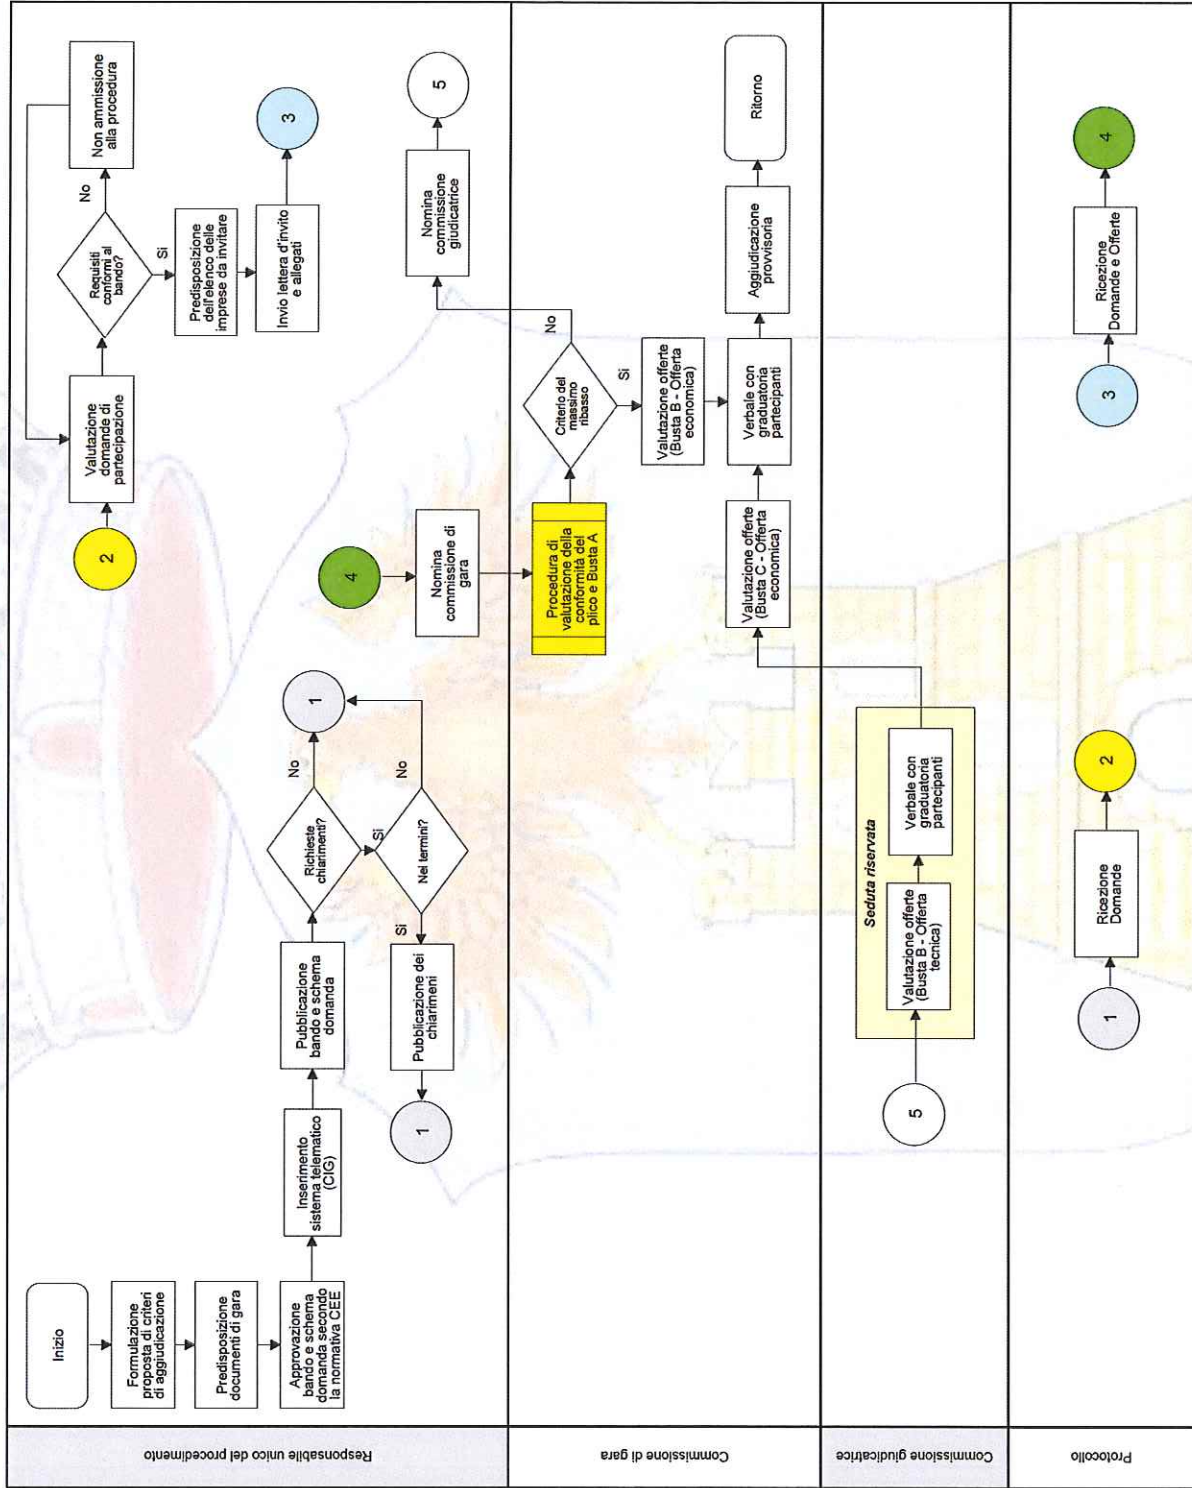 Responsabile unico del procedimento
Inizio
Formulazione
proposta di criteri
di aggiudicazione
Predisposizione
documenti di gara
Approvazione
bando e schema
domanda secondo
la normativa CEE
Inserimento
sistema telematico
(CIG)
Pubblicazione
bando e schema
domanda
Richieste
chiarimenti?
No
1
Si
Nei termini?
No
Si
Pubblicazione dei
chiarimeni
1
2
Valutazione
domande di
partecipazione
Requisiti
conformi al
bando?
No
Non ammissione
alla procedura
Si
Predisposizione
dell'elenco delle
imprese da invitare
Invio lettera d'invito
e allegati
3
4
Nomina
commissione di
gara
Nomina
commissione
giudicatrice
5
Commissione di gara
Procedura di
valutazione della
conformità del
plico e Busta A
Criterio del
massimo
ribasso
No
Si
Valutazione offerte
(Busta B - Offerta
economica)
Valutazione offerte
(Busta C - Offerta
economica)
Verbale con
graduatoria
partecipanti
Aggiudicazione
provvisoria
Ritorno
Commissione giudicatrice
5
Seduta riservata
Valutazione offerte
(Busta B - Offerta
tecnica)
Verbale con
graduatoria
partecipanti
Protocollo
1
Ricezione
Domande
2
3
Ricezione
Domande e Offerte
4